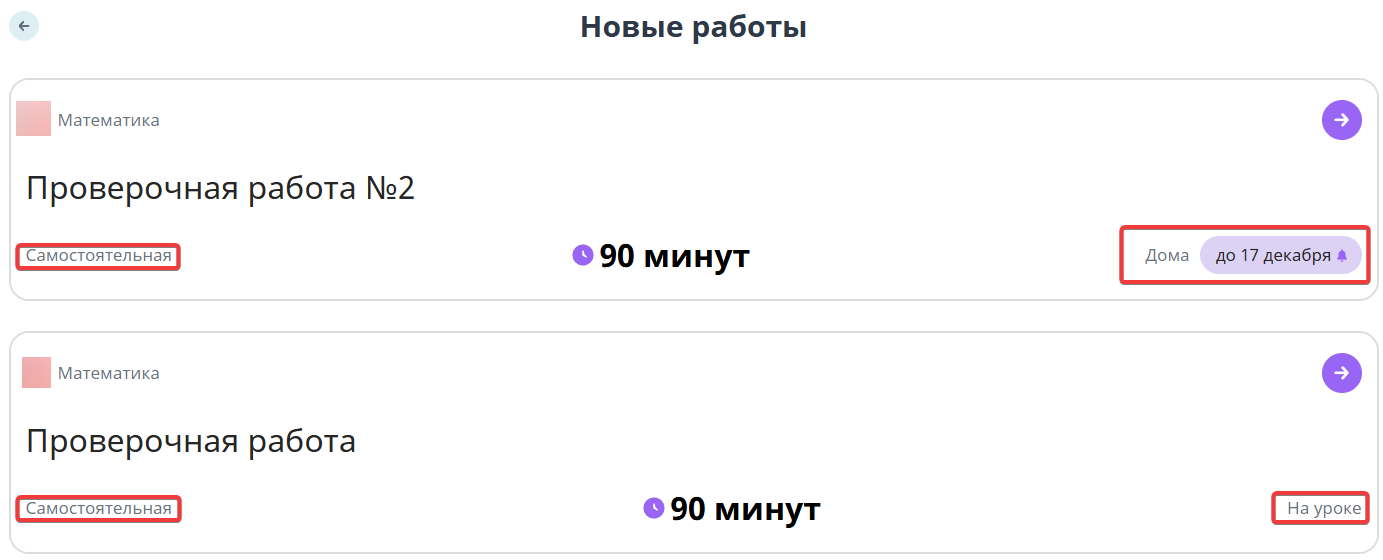 Новые работы
Математика
Проверочная работа №2
Самостоятельная 90 минут Дома до 17 декабря
Математика
Проверочная работа
Самостоятельная 90 минут На уроке